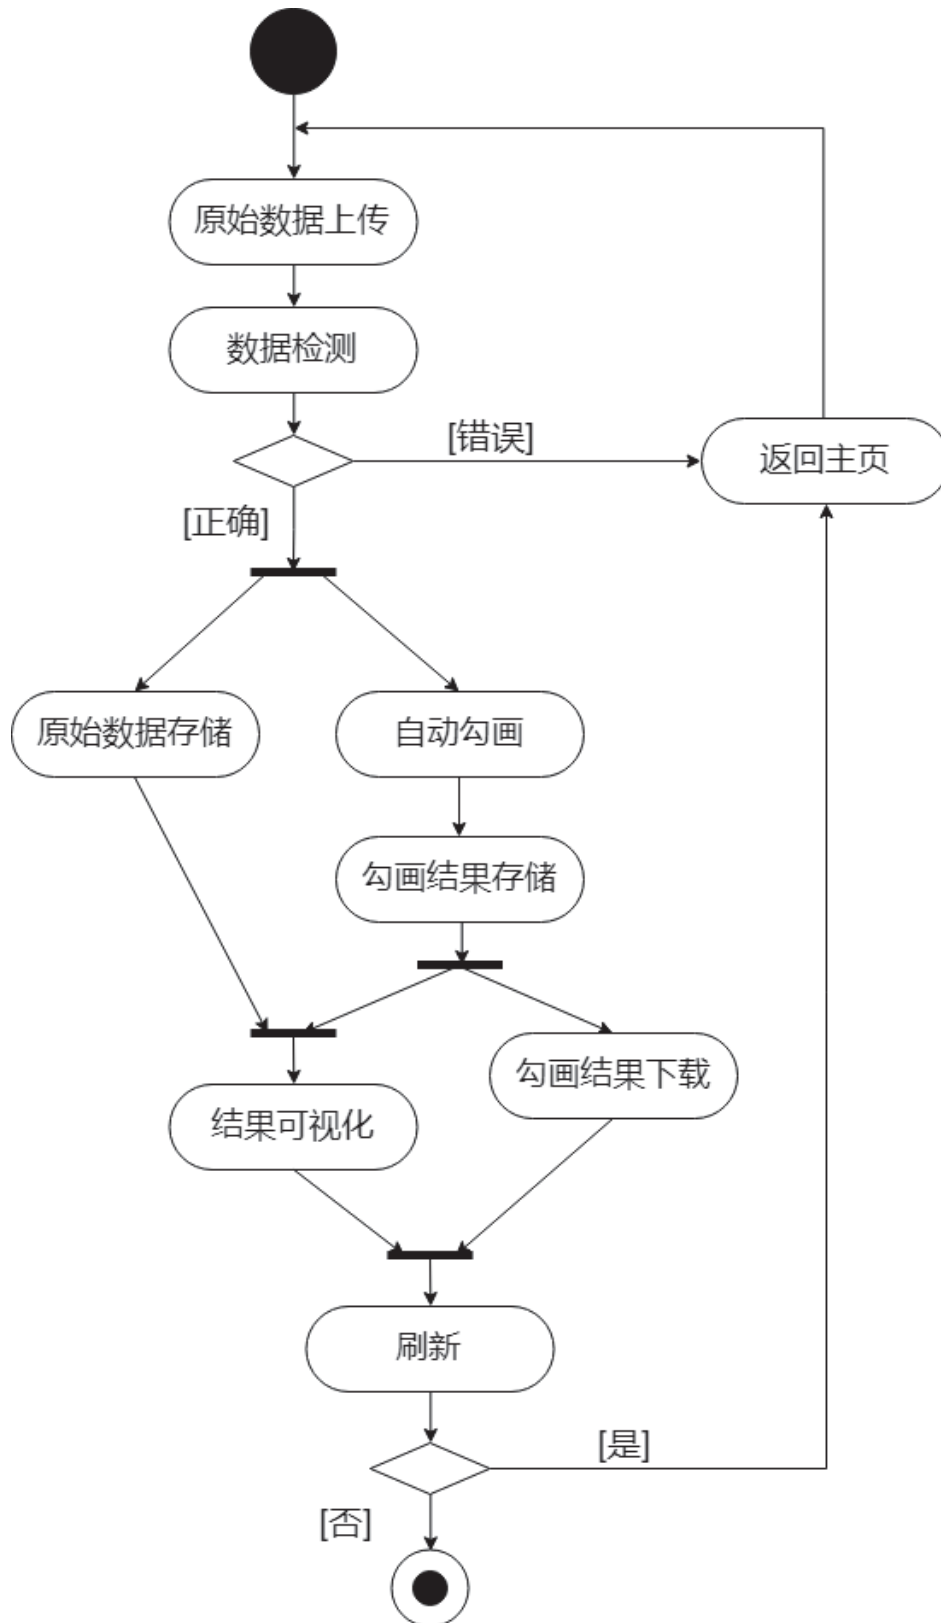 原始数据上传
数据检测
[错误]
返回主页
[正确]
原始数据存储
自动勾画
勾画结果存储
勾画结果下载
结果可视化
刷新
[是]
[否]